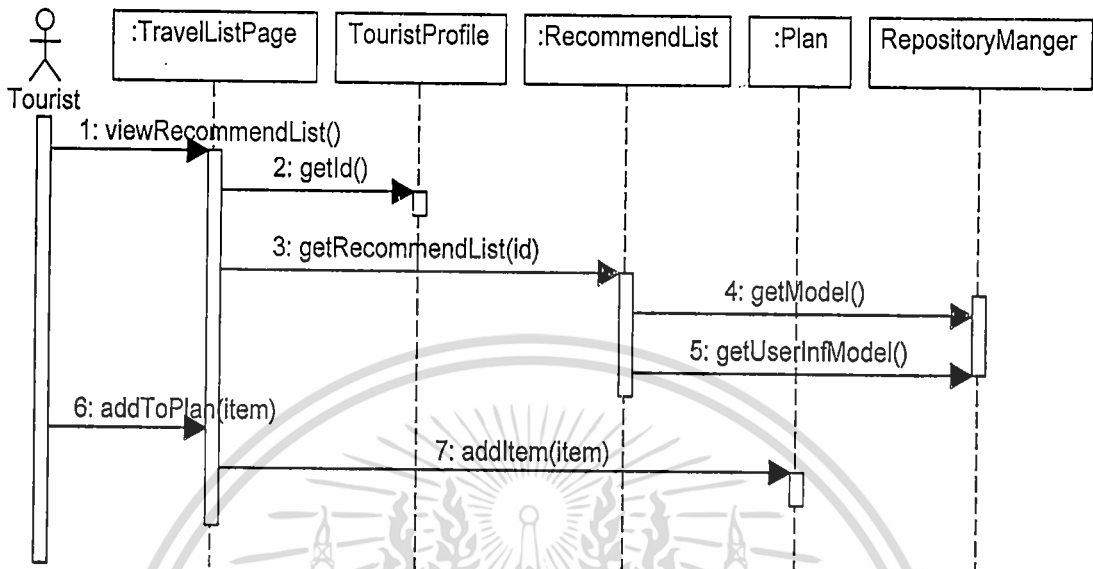 :TravelListPage
TouristProfile
:RecommendList
:Plan
RepositoryManger
Tourist
1: viewRecommendList()
2: getId()
3: getRecommendList(id)
4: getModel()
5: getUserInfModel()
6: addToPlan(item)
7: addItem(item)